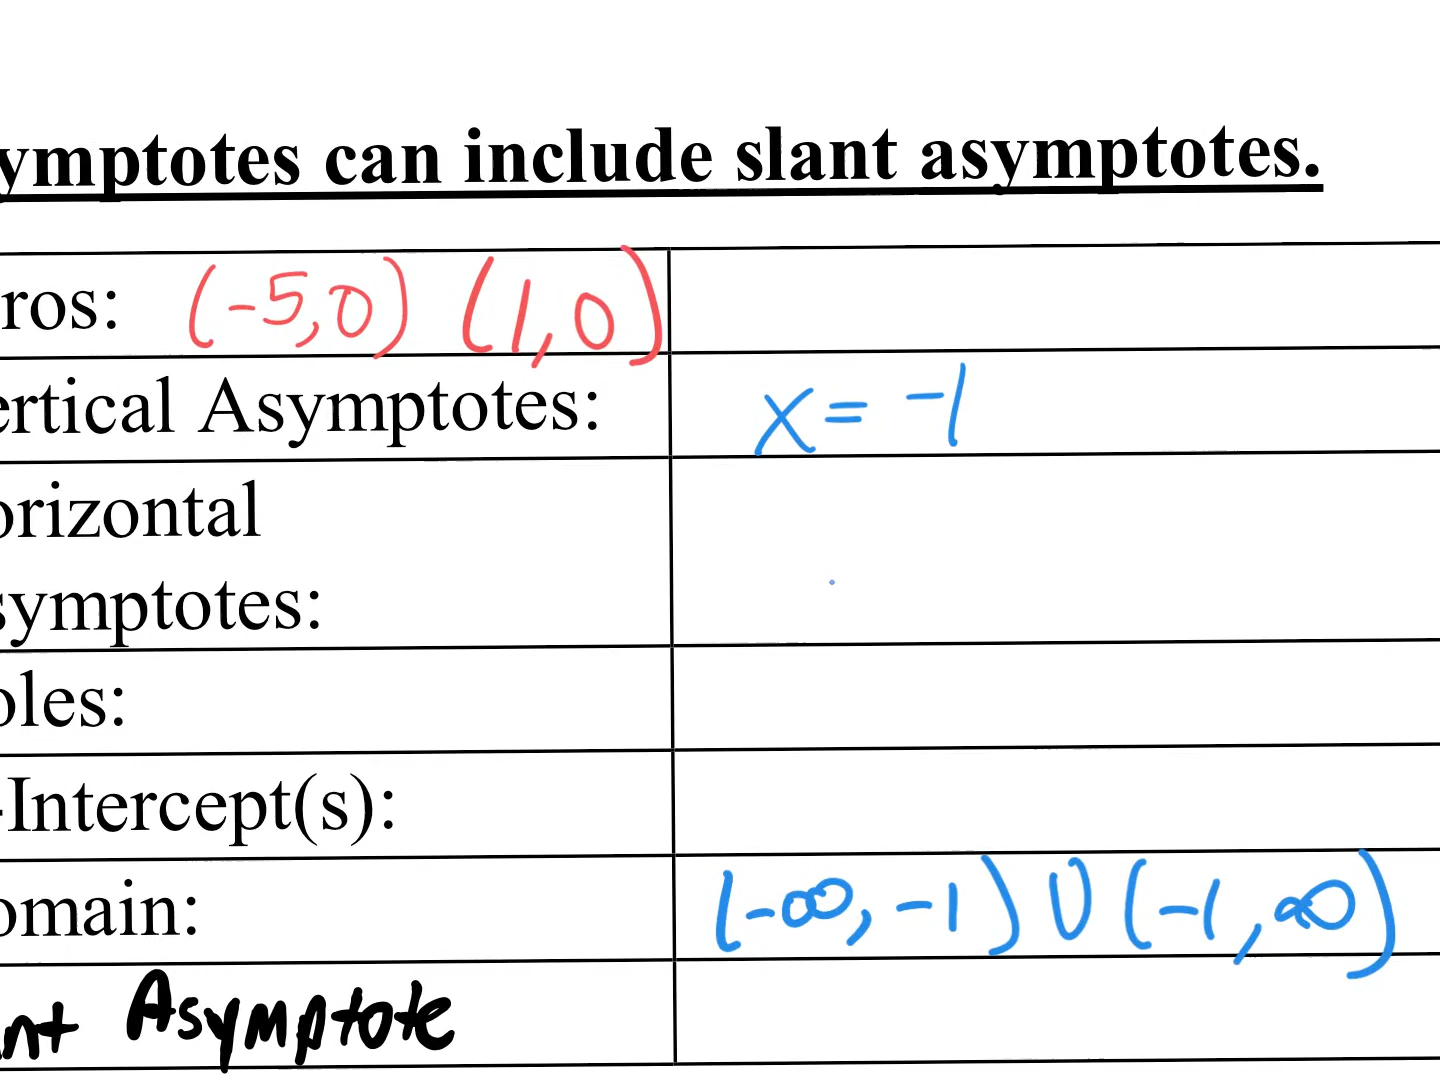 ymptotes can include slant asymptotes.
ros: (-5,0) (1,0)
ertical Asymptotes: x = -1
orizontal
symptotes:
oles:
-Intercept(s):
omain: (-∞, -1) ∪ (-1, ∞)
nt Asymptote